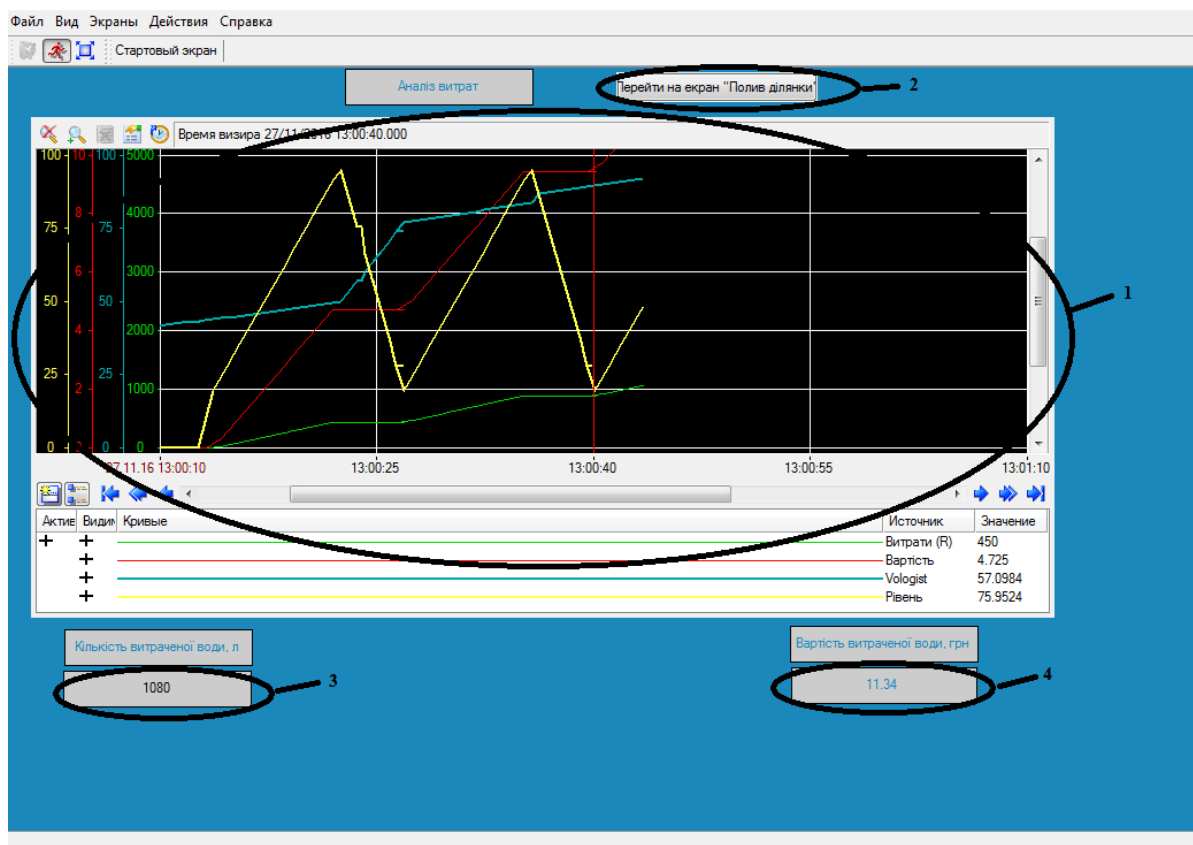 Файл Вид Экраны Действия Справка
Стартовый экран
Аналіз витрат
Перейти на екран "Полив ділянки"
2
Время визира 27/11/2016 13:00:40.000
100 10 100 5000
8 4000
75 75
6 3000
50 50
1
4 2000
25 25
2 1000
0 0 0 0
27.11.16 13:00:10 13:00:25 13:00:40 13:00:55 13:01:10
Актив Видим Кривые Источник Значение
Витрати (R) 450
Вартість 4.725
Vologist 57.0984
Рівень 75.9524
Кількість витраченої води, л Вартість витраченої води, грн
1080 3 11.34 4